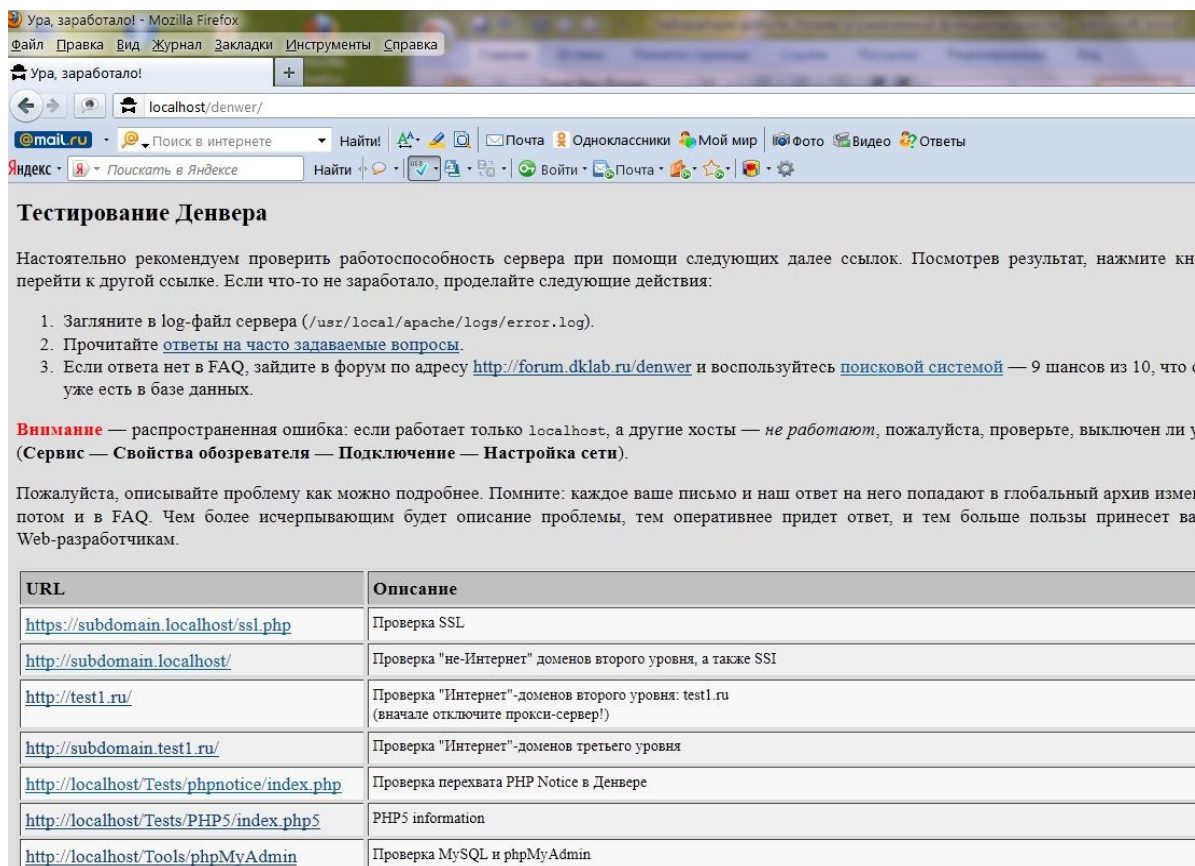 Ура, заработало! - Mozilla Firefox
Файл Правка Вид Журнал Закладки Инструменты Справка
Ура, заработало! +
localhost/denwer/
@mail.ru Поиск в интернете Найти! Почта Одноклассники Мой мир Фото Видео Ответы
Яндекс Я Поискать в Яндексе Найти Войти Почта
Тестирование Денвера
Настоятельно рекомендуем проверить работоспособность сервера при помощи следующих далее ссылок. Посмотрев результат, нажмите кн
перейти к другой ссылке. Если что-то не заработало, проделайте следующие действия:
1. Загляните в log-файл сервера (/usr/local/apache/logs/error.log).
2. Прочитайте ответы на часто задаваемые вопросы.
3. Если ответа нет в FAQ, зайдите в форум по адресу http://forum.dklab.ru/denwer и воспользуйтесь поисковой системой — 9 шансов из 10, что
уже есть в базе данных.
Внимание — распространенная ошибка: если работает только localhost, а другие хосты — не работают, пожалуйста, проверьте, выключен ли у
(Сервис — Свойства обозревателя — Подключение — Настройка сети).
Пожалуйста, описывайте проблему как можно подробнее. Помните: каждое ваше письмо и наш ответ на него попадают в глобальный архив изме
потом и в FAQ. Чем более исчерпывающим будет описание проблемы, тем оперативнее придет ответ, и тем больше пользы принесет ва
Web-разработчикам.
URL Описание
https://subdomain.localhost/ssl.php Проверка SSL
http://subdomain.localhost/ Проверка "не-Интернет" доменов второго уровня, а также SSI
http://test1.ru/ Проверка "Интернет"-доменов второго уровня: test1.ru
(вначале отключите прокси-сервер!)
http://subdomain.test1.ru/ Проверка "Интернет"-доменов третьего уровня
http://localhost/Tests/phpnotice/index.php Проверка перехвата PHP Notice в Денвере
http://localhost/Tests/PHP5/index.php5 PHP5 information
http://localhost/Tools/phpMyAdmin Проверка MySQL и phpMyAdmin